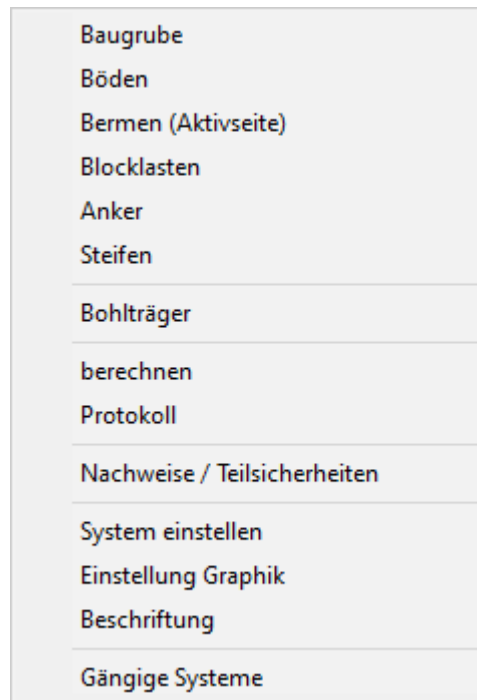 Baugrube
Böden
Bermen (Aktivseite)
Blocklasten
Anker
Steifen
Bohlträger
berechnen
Protokoll
Nachweise / Teilsicherheiten
System einstellen
Einstellung Graphik
Beschriftung
Gängige Systeme